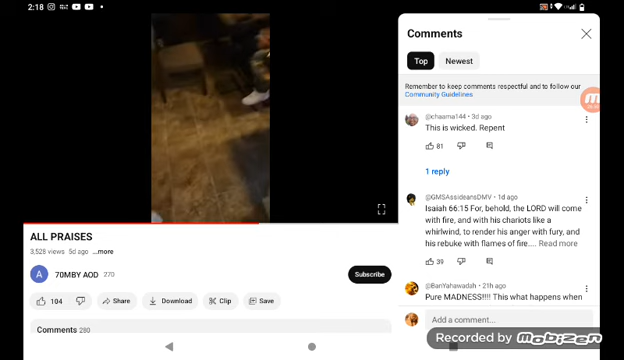 2:18
Comments
Top
Newest
Remember to keep comments respectful and to follow our
Community Guidelines
@chaama144 • 3d ago
This is wicked. Repent
81
1 reply
@GMSAssideansDMV • 1d ago
Isaiah 66:15 For, behold, the LORD will come
with fire, and with his chariots like a
whirlwind, to render his anger with fury, and
his rebuke with flames of fire.... Read more
39
@BanYahawadah • 21h ago
Pure MADNESS!!!! This what happens when
Add a comment...
ALL PRAISES
3,528 views 5d ago ...more
A
70MBY AOD 270
Subscribe
104
Share
Download
Clip
Save
Comments 280
Recorded by mobizen